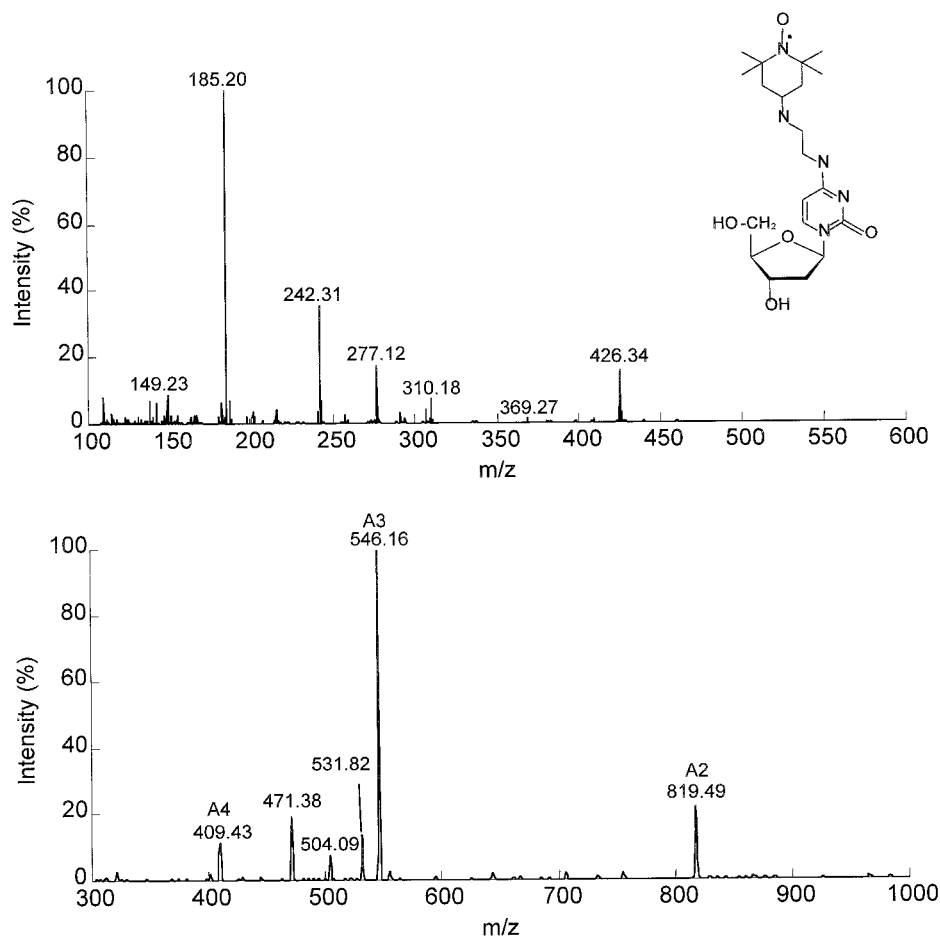 100
80
60
40
20
0
Intensity (%)
185.20
242.31
277.12
426.34
310.18
149.23
369.27
100 150 200 250 300 350 400 450 500 550 600
m/z
O
N•
N
N
N
N
O
HO-CH₂
O
OH
100
80
60
40
20
0
Intensity (%)
A3
546.16
A2
819.49
531.82
471.38
A4
409.43
504.09
300 400 500 600 700 800 900 1000
m/z